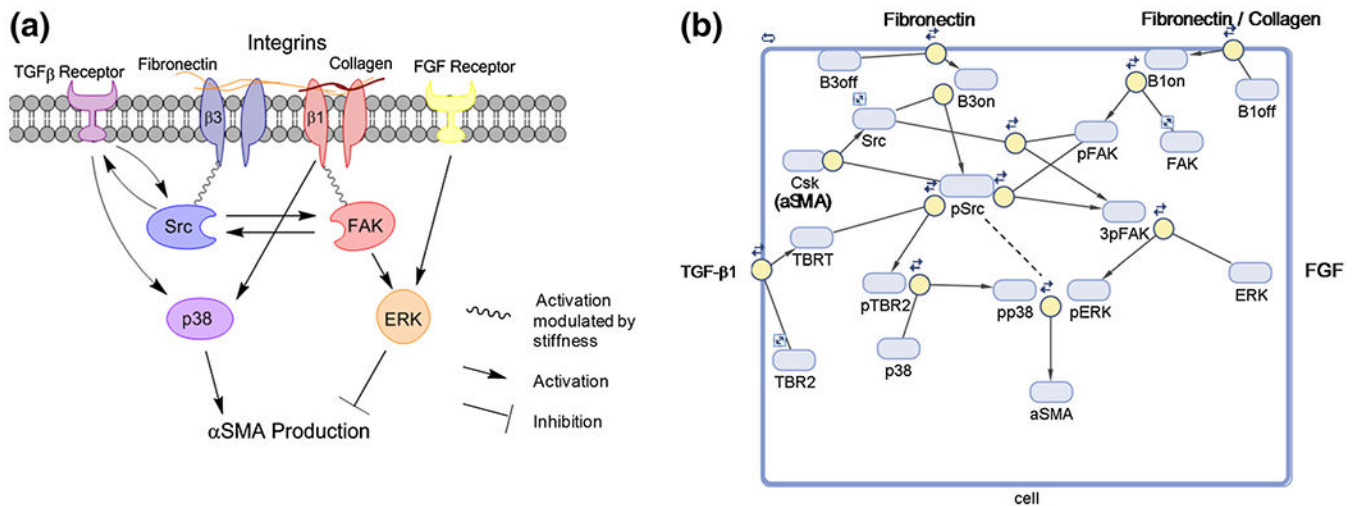 (a)
Integrins
TGFβ Receptor
Fibronectin
Collagen
FGF Receptor
β3
β1
Src
FAK
p38
ERK
αSMA Production
Activation
modulated by
stiffness
Activation
Inhibition
(b)
Fibronectin
Fibronectin / Collagen
B3off
B3on
B1on
B1off
Src
pFAK
FAK
Csk
(aSMA)
pSrc
3pFAK
TGF-β1
TBRT
FGF
pTBR2
pp38
pERK
ERK
TBR2
p38
aSMA
cell